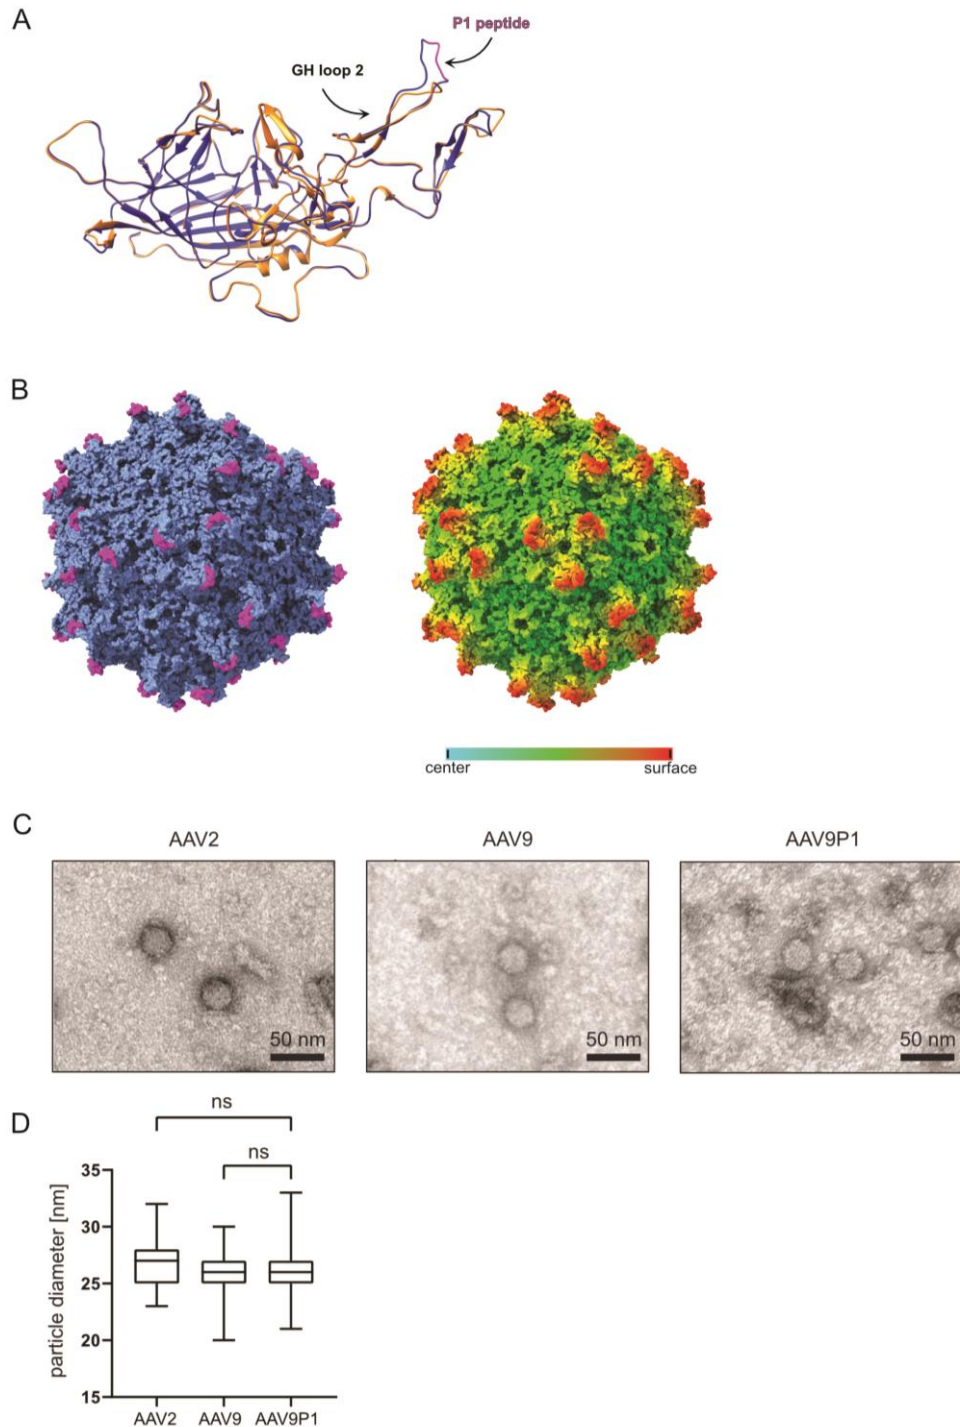 A
P1 peptide
GH loop 2
B
center
surface
C
AAV2
AAV9
AAV9P1
50 nm
50 nm
50 nm
D
ns
ns
particle diameter [nm]
35
30
25
20
15
AAV2
AAV9
AAV9P1